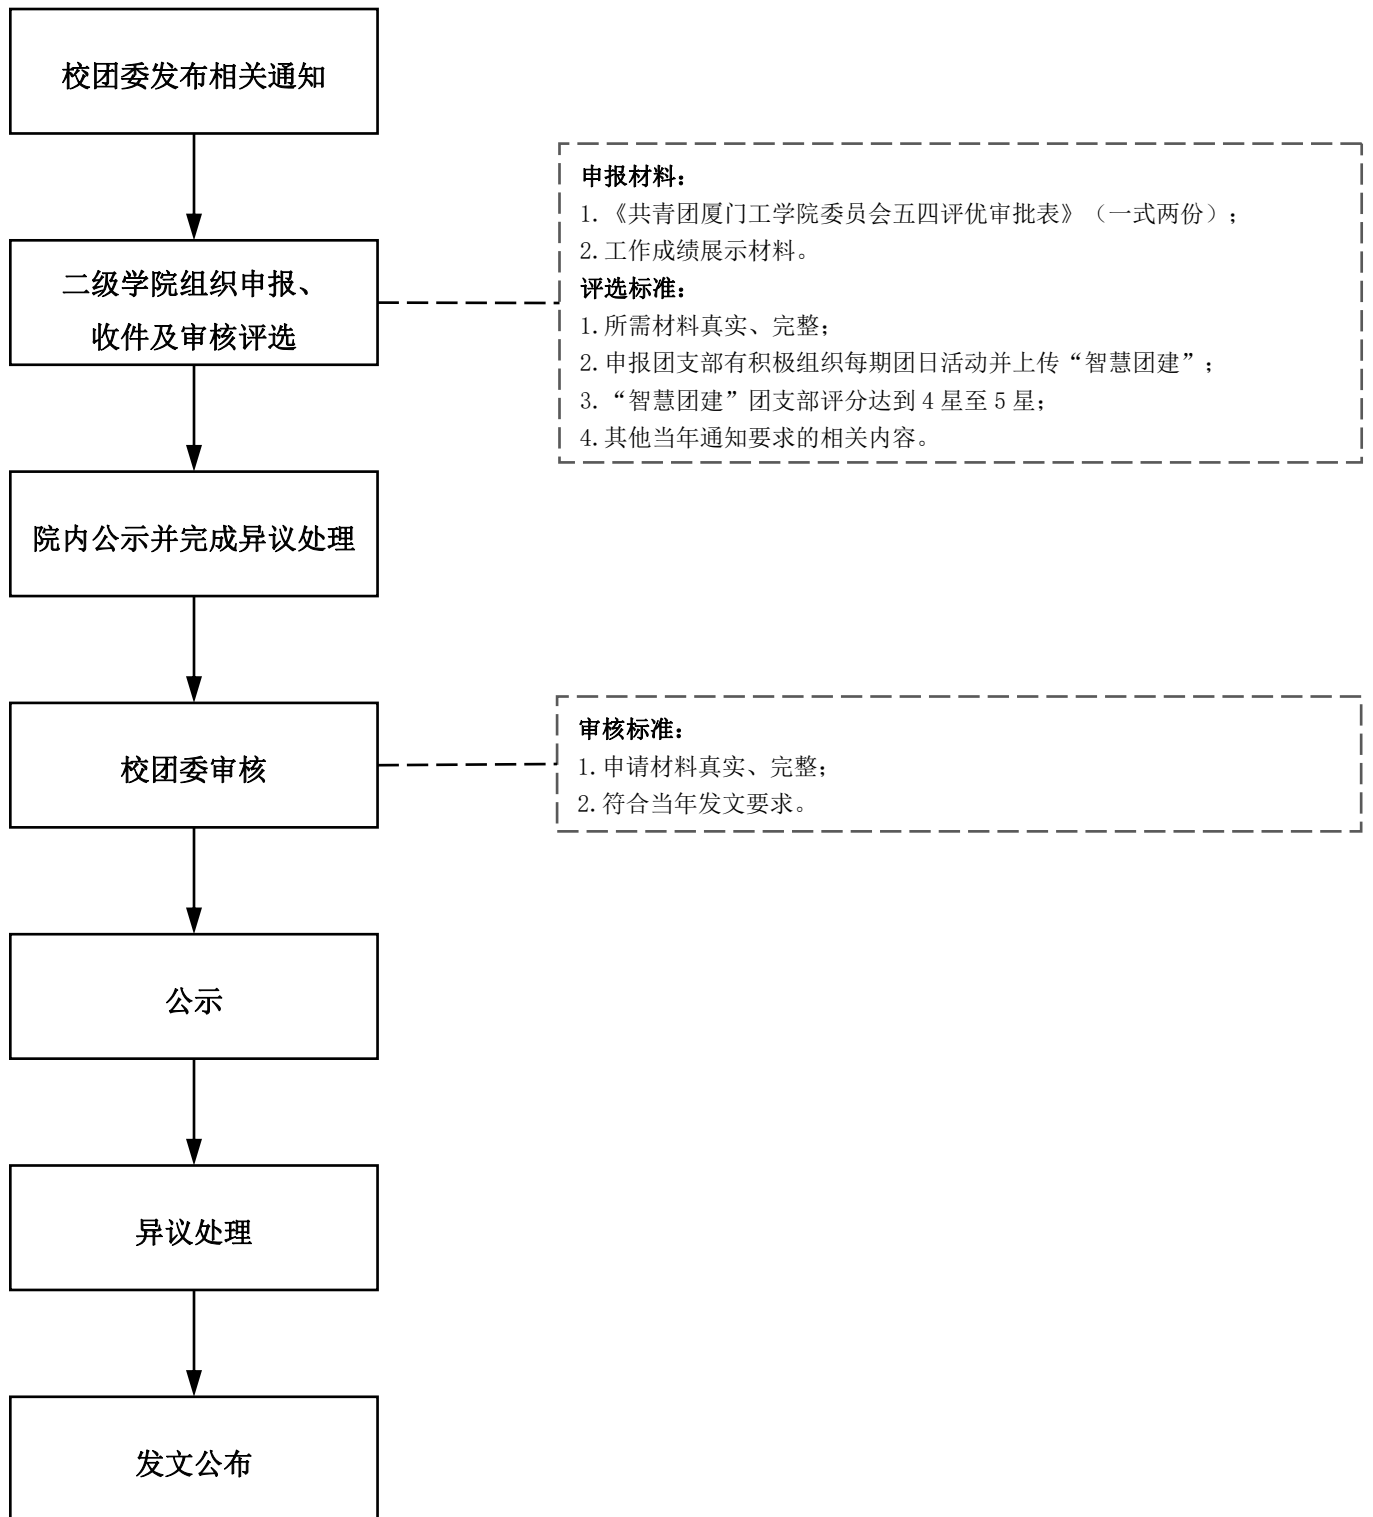 校团委发布相关通知
二级学院组织申报、
收件及审核评选
申报材料：
1.《共青团厦门工学院委员会五四评优审批表》（一式两份）；
2.工作成绩展示材料。
评选标准：
1.所需材料真实、完整；
2.申报团支部有积极组织每期团日活动并上传“智慧团建”；
3.“智慧团建”团支部评分达到 4 星至 5 星；
4.其他当年通知要求的相关内容。
院内公示并完成异议处理
校团委审核
审核标准：
1.申请材料真实、完整；
2.符合当年发文要求。
公示
异议处理
发文公布